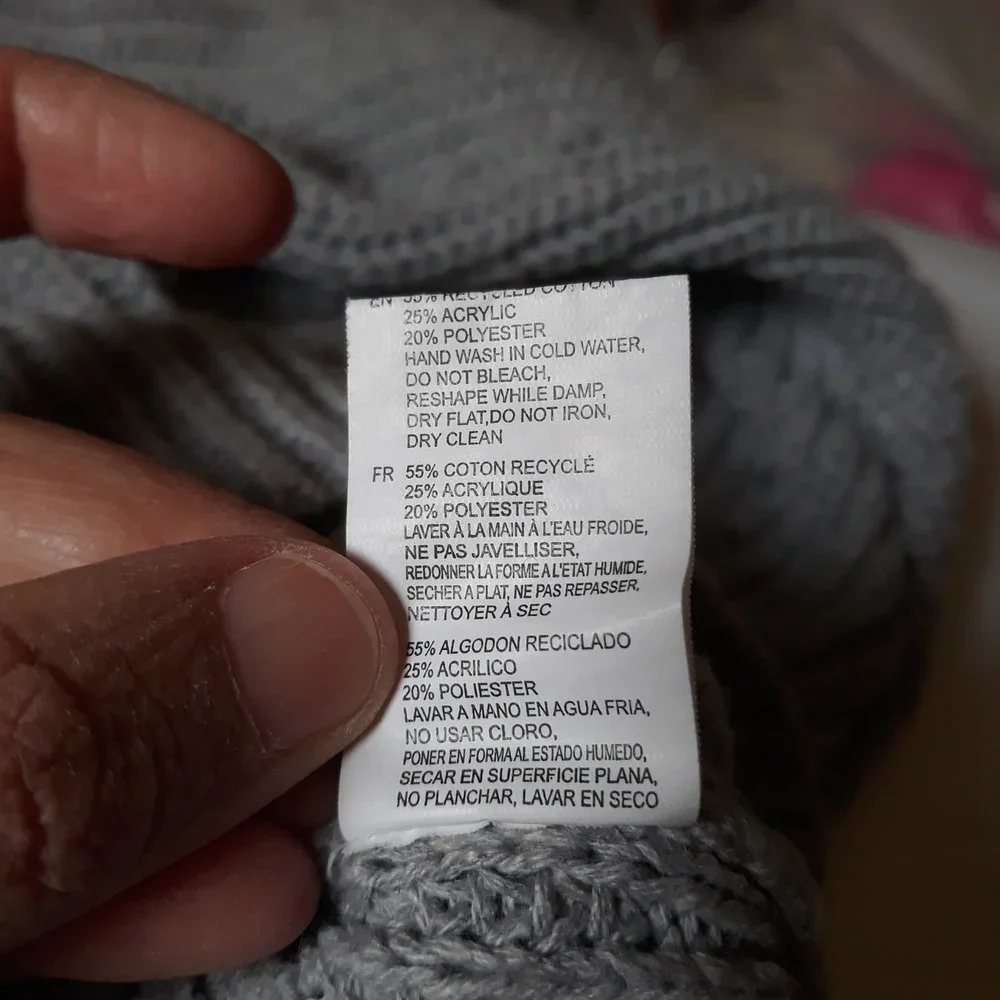 EN 55% RECYCLED COTTON
25% ACRYLIC
20% POLYESTER
HAND WASH IN COLD WATER,
DO NOT BLEACH,
RESHAPE WHILE DAMP,
DRY FLAT,DO NOT IRON,
DRY CLEAN
FR 55% COTON RECYCLÉ
25% ACRYLIQUE
20% POLYESTER
LAVER À LA MAIN À L'EAU FROIDE,
NE PAS JAVELLISER,
REDONNER LA FORME A L'ETAT HUMIDE,
SECHER A PLAT, NE PAS REPASSER,
NETTOYER À SEC
55% ALGODON RECICLADO
25% ACRILICO
20% POLIESTER
LAVAR A MANO EN AGUA FRIA,
NO USAR CLORO,
PONER EN FORMA AL ESTADO HUMEDO,
SECAR EN SUPERFICIE PLANA,
NO PLANCHAR, LAVAR EN SECO